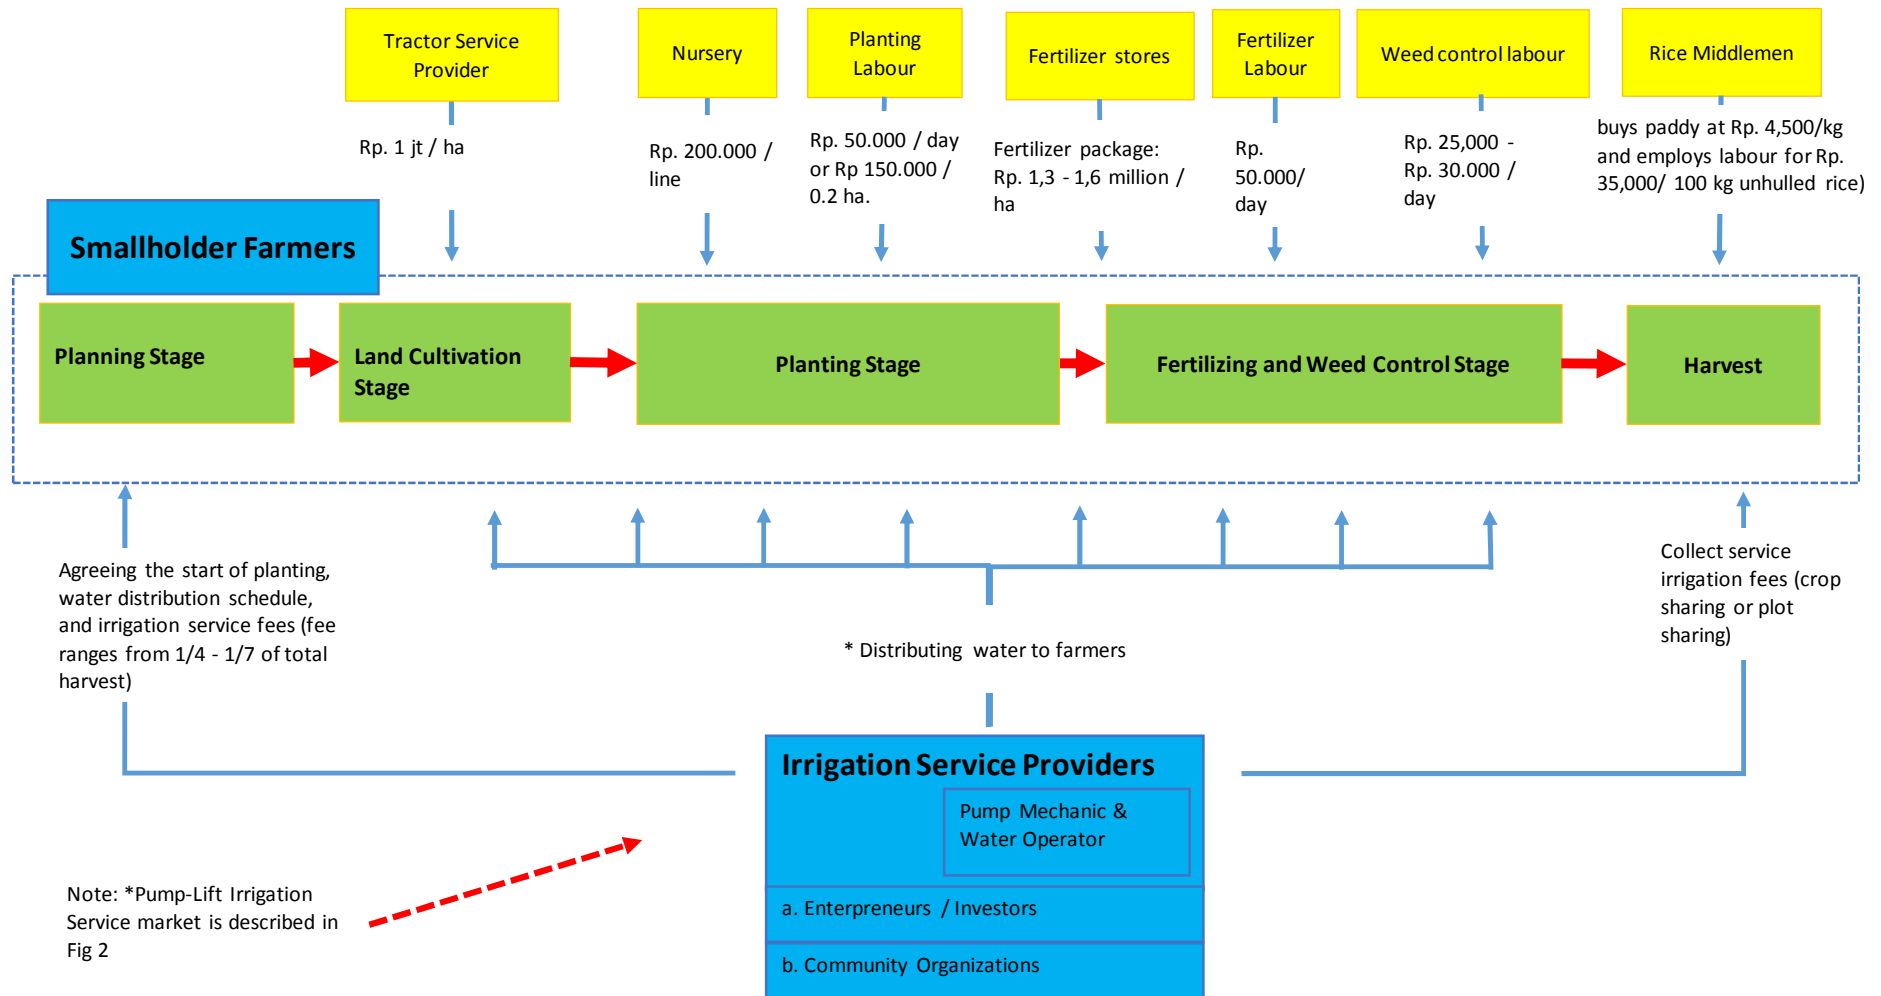 Tractor Service
Provider
Nursery
Planting
Labour
Fertilizer stores
Fertilizer
Labour
Weed control labour
Rice Middlemen
Rp. 1 jt / ha
Rp. 200.000 /
line
Rp. 50.000 / day
or Rp 150.000 /
0.2 ha.
Fertilizer package:
Rp. 1,3 - 1,6 million /
ha
Rp.
50.000/
day
Rp. 25,000 -
Rp. 30.000 /
day
buys paddy at Rp. 4,500/kg
and employs labour for Rp.
35,000/ 100 kg unhulled rice)
Smallholder Farmers
Planning Stage
Land Cultivation
Stage
Planting Stage
Fertilizing and Weed Control Stage
Harvest
Agreeing the start of planting,
water distribution schedule,
and irrigation service fees (fee
ranges from 1/4 - 1/7 of total
harvest)
* Distributing water to farmers
Collect service
irrigation fees (crop
sharing or plot
sharing)
Irrigation Service Providers
Pump Mechanic &
Water Operator
a. Enterpreneurs / Investors
b. Community Organizations
Note: *Pump-Lift Irrigation
Service market is described in
Fig 2